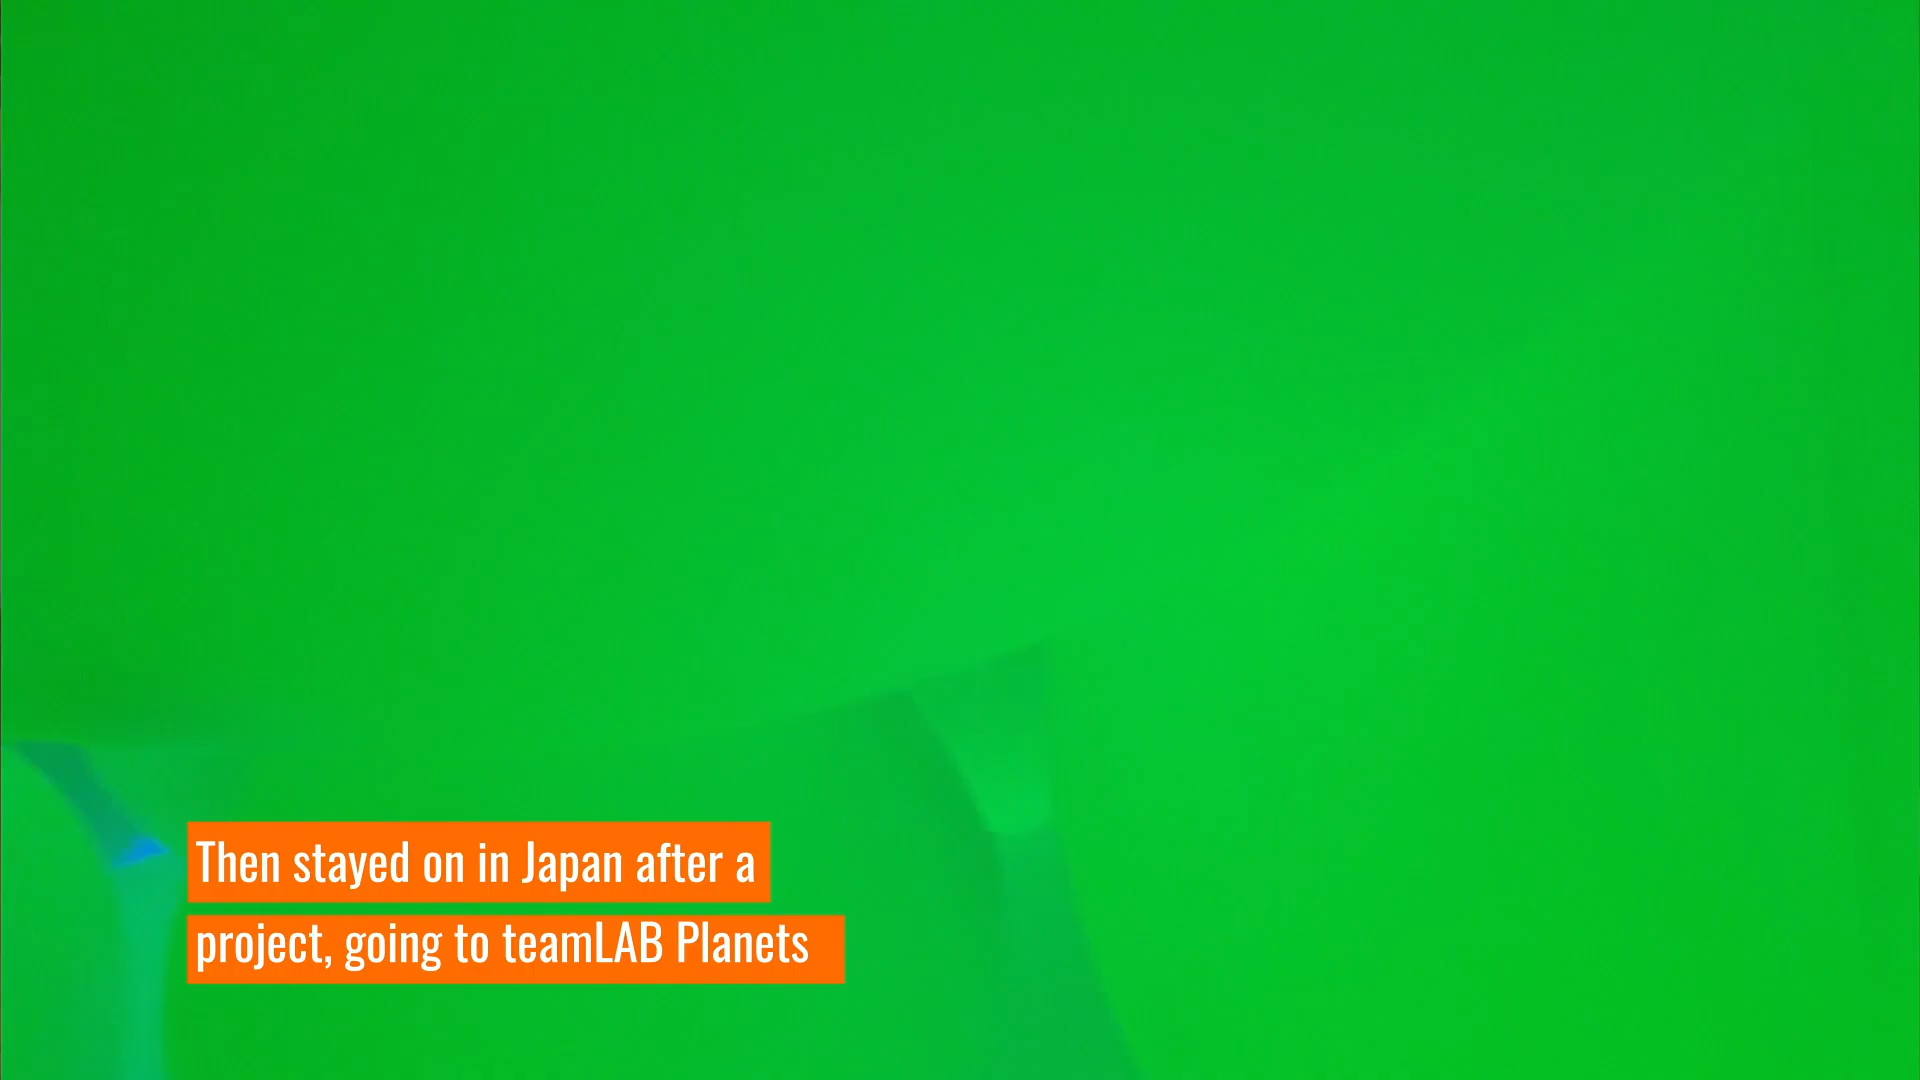 Then stayed on in Japan after a
project, going to teamLAB Planets